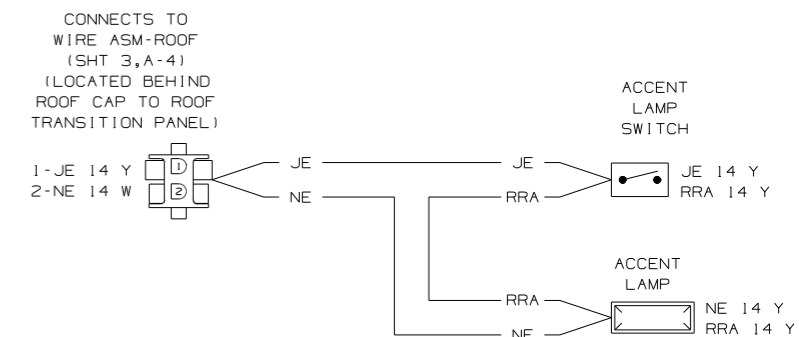 CONNECTS TO
WIRE ASM-ROOF
(SHT 3,A-4)
(LOCATED BEHIND
ROOF CAP TO ROOF
TRANSITION PANEL)
1-JE 14 Y
2-NE 14 W
1
2
JE
NE
JE
RRA
ACCENT
LAMP
SWITCH
JE 14 Y
RRA 14 Y
RRA
NE
ACCENT
LAMP
NE 14 Y
RRA 14 Y